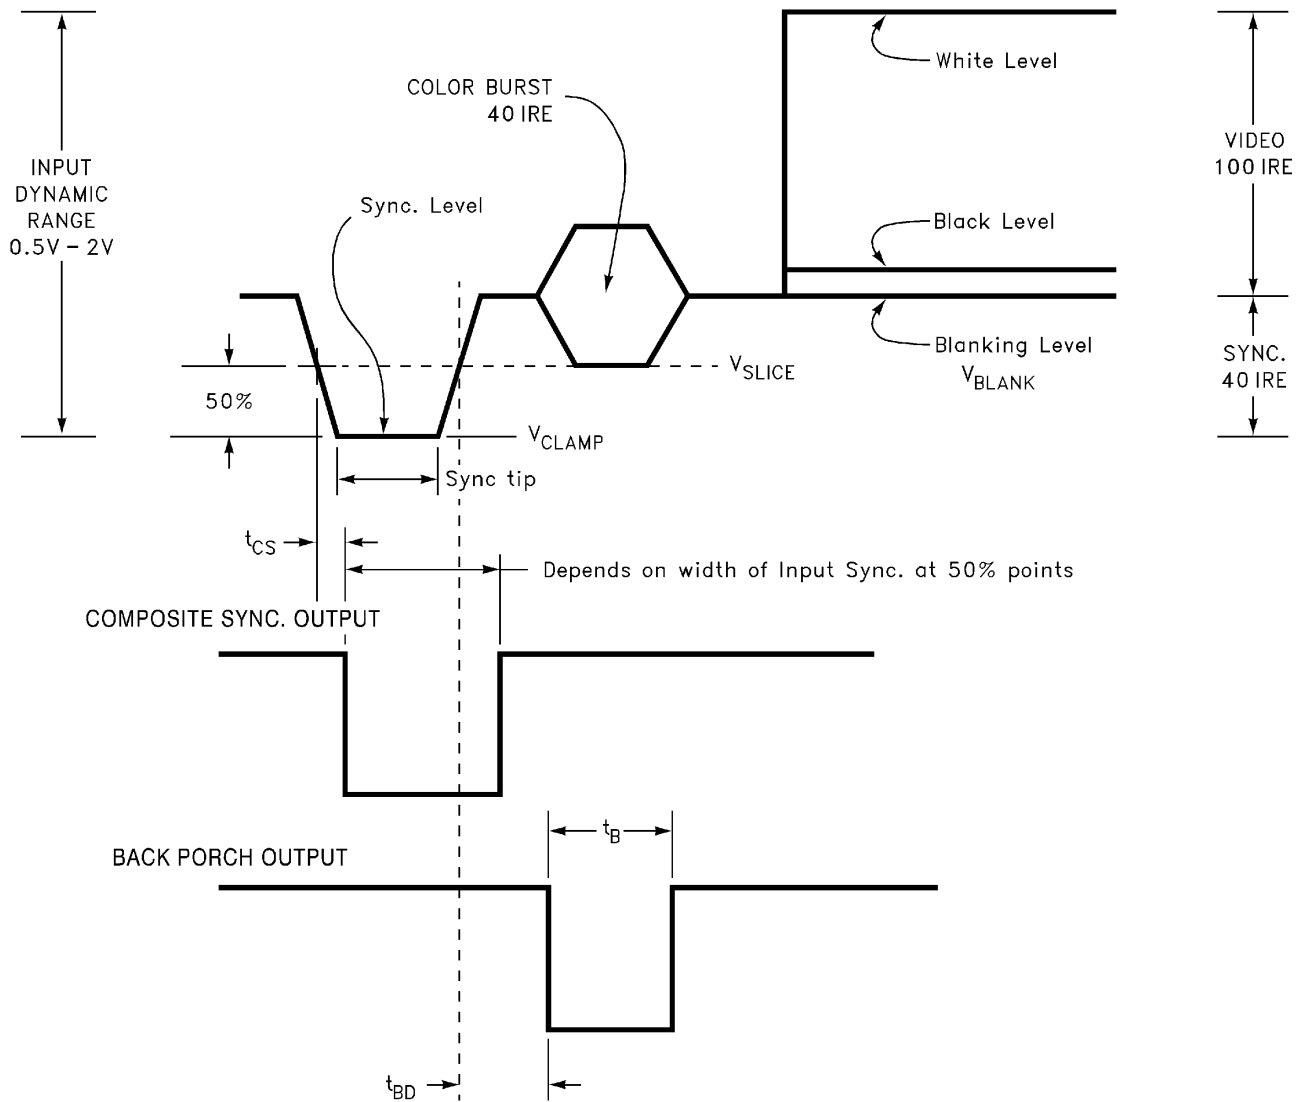 White Level
COLOR BURST
40 IRE
INPUT
DYNAMIC
RANGE
0.5V – 2V
VIDEO
100 IRE
Sync. Level
Black Level
Blanking Level
VBLANK
SYNC.
40 IRE
VSLICE
50%
VCLAMP
Sync tip
tCS
Depends on width of Input Sync. at 50% points
COMPOSITE SYNC. OUTPUT
tB
BACK PORCH OUTPUT
tBD